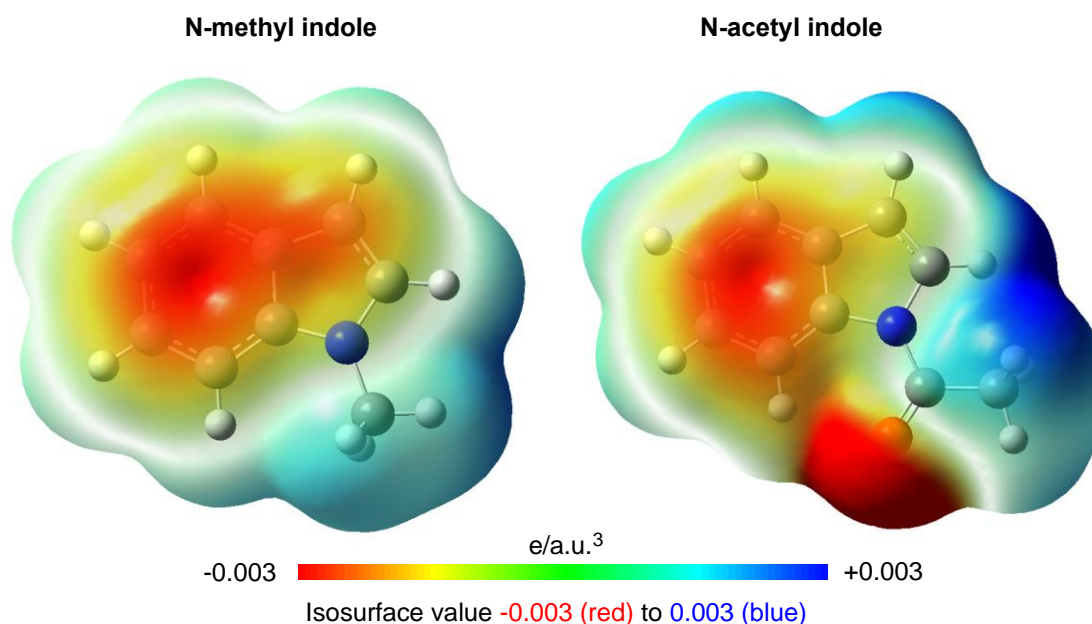 N-methyl indole
N-acetyl indole
e/a.u.³
-0.003
+0.003
Isosurface value -0.003 (red) to 0.003 (blue)